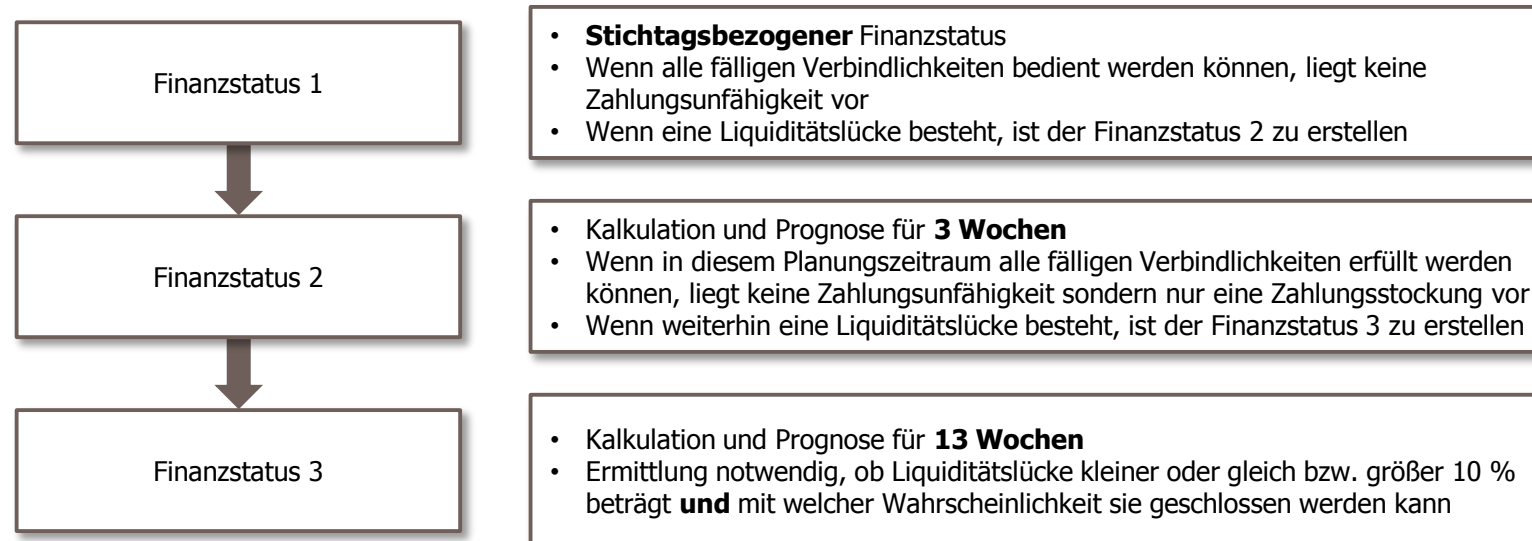 Finanzstatus 1
• Stichtagsbezogener Finanzstatus
• Wenn alle fälligen Verbindlichkeiten bedient werden können, liegt keine
Zahlungsunfähigkeit vor
• Wenn eine Liquiditätslücke besteht, ist der Finanzstatus 2 zu erstellen
Finanzstatus 2
• Kalkulation und Prognose für 3 Wochen
• Wenn in diesem Planungszeitraum alle fälligen Verbindlichkeiten erfüllt werden
können, liegt keine Zahlungsunfähigkeit sondern nur eine Zahlungsstockung vor
• Wenn weiterhin eine Liquiditätslücke besteht, ist der Finanzstatus 3 zu erstellen
Finanzstatus 3
• Kalkulation und Prognose für 13 Wochen
• Ermittlung notwendig, ob Liquiditätslücke kleiner oder gleich bzw. größer 10 %
beträgt und mit welcher Wahrscheinlichkeit sie geschlossen werden kann